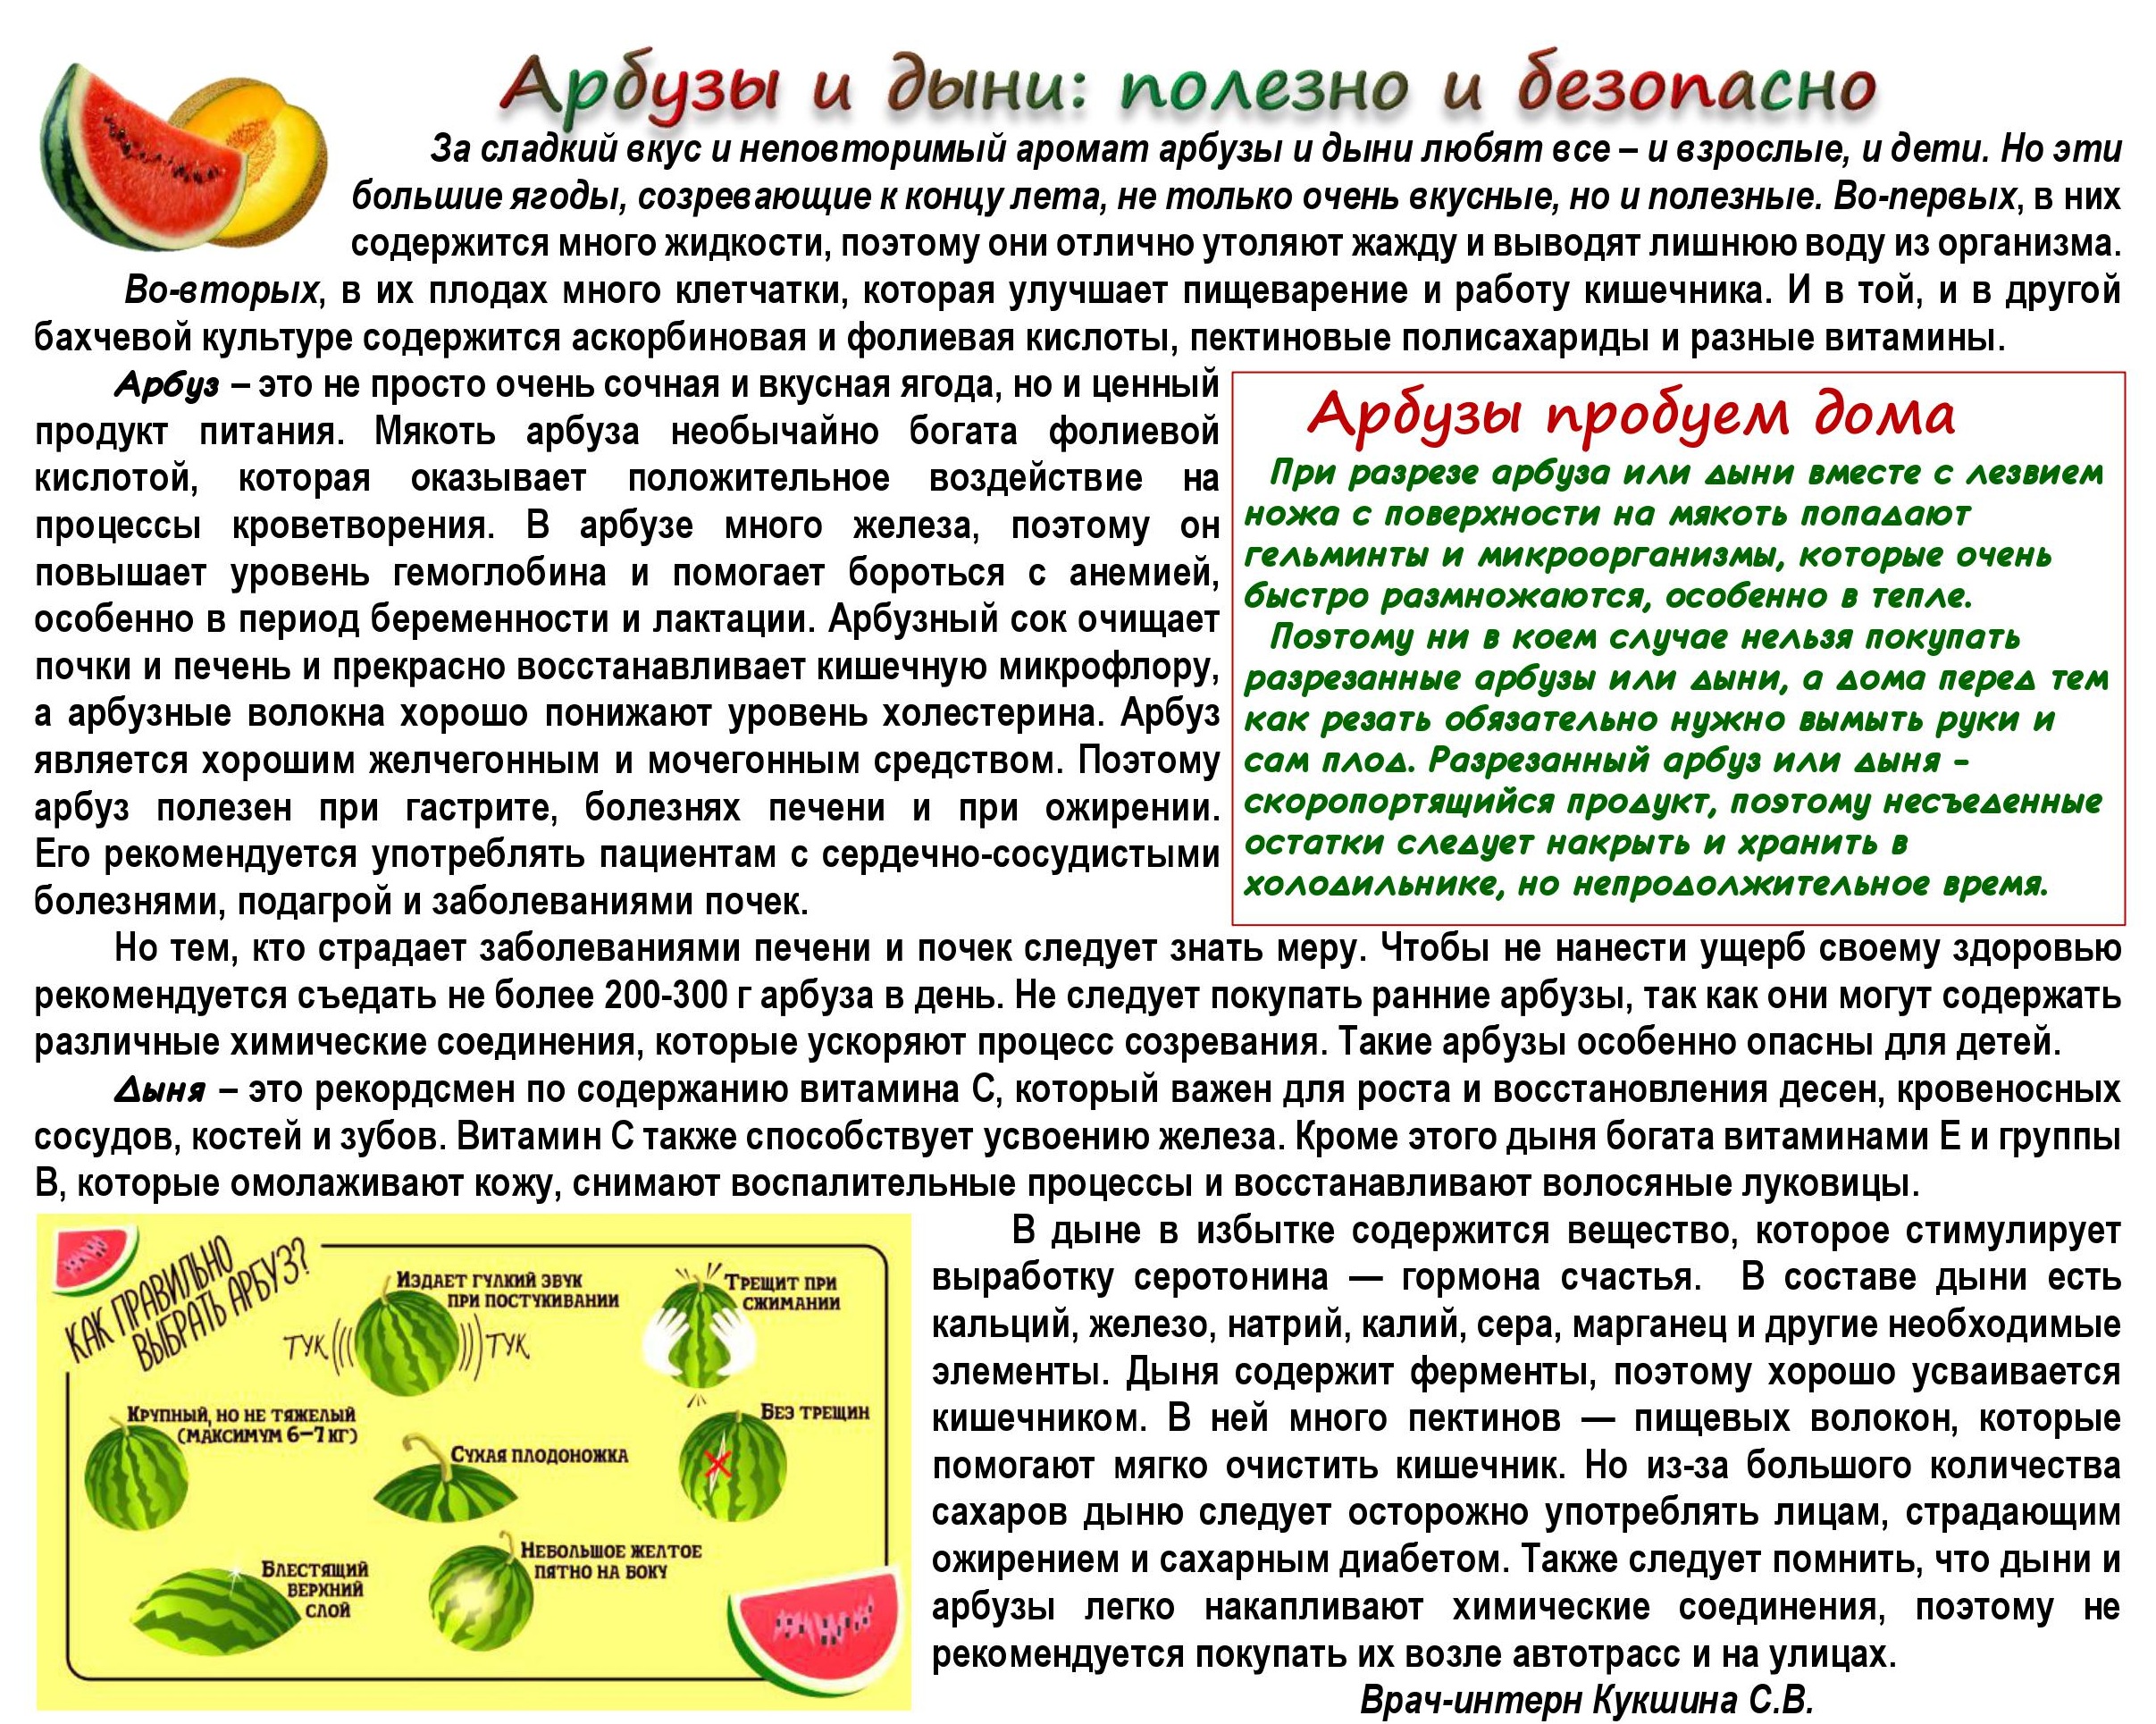 Арбузы и дыни: полезно и безопасно
За сладкий вкус и неповторимый аромат арбузы и дыни любят все – и взрослые, и дети. Но эти
большие ягоды, созревающие к концу лета, не только очень вкусные, но и полезные. Во-первых, в них
содержится много жидкости, поэтому они отлично утоляют жажду и выводят лишнюю воду из организма.
Во-вторых, в их плодах много клетчатки, которая улучшает пищеварение и работу кишечника. И в той, и в другой
бахчевой культуре содержится аскорбиновая и фолиевая кислоты, пектиновые полисахариды и разные витамины.
Арбуз – это не просто очень сочная и вкусная ягода, но и ценный
продукт питания. Мякоть арбуза необычайно богата фолиевой
кислотой, которая оказывает положительное воздействие на
процессы кроветворения. В арбузе много железа, поэтому он
повышает уровень гемоглобина и помогает бороться с анемией,
особенно в период беременности и лактации. Арбузный сок очищает
почки и печень и прекрасно восстанавливает кишечную микрофлору,
а арбузные волокна хорошо понижают уровень холестерина. Арбуз
является хорошим желчегонным и мочегонным средством. Поэтому
арбуз полезен при гастрите, болезнях печени и при ожирении.
Его рекомендуется употреблять пациентам с сердечно-сосудистыми
болезнями, подагрой и заболеваниями почек.
Арбузы пробуем дома
При разрезе арбуза или дыни вместе с лезвием
ножа с поверхности на мякоть попадают
гельминты и микроорганизмы, которые очень
быстро размножаются, особенно в тепле.
Поэтому ни в коем случае нельзя покупать
разрезанные арбузы или дыни, а дома перед тем
как резать обязательно нужно вымыть руки и
сам плод. Разрезанный арбуз или дыня -
скоропортящийся продукт, поэтому несъеденные
остатки следует накрыть и хранить в
холодильнике, но непродолжительное время.
Но тем, кто страдает заболеваниями печени и почек следует знать меру. Чтобы не нанести ущерб своему здоровью
рекомендуется съедать не более 200-300 г арбуза в день. Не следует покупать ранние арбузы, так как они могут содержать
различные химические соединения, которые ускоряют процесс созревания. Такие арбузы особенно опасны для детей.
Дыня – это рекордсмен по содержанию витамина С, который важен для роста и восстановления десен, кровеносных
сосудов, костей и зубов. Витамин С также способствует усвоению железа. Кроме этого дыня богата витаминами Е и группы
В, которые омолаживают кожу, снимают воспалительные процессы и восстанавливают волосяные луковицы.
КАК ПРАВИЛЬНО
ВЫБРАТЬ АРБУЗ?
ИЗДАЕТ ГУЛКИЙ ЗВУК
ПРИ ПОСТУКИВАНИИ
ТУК
ТУК
ТРЕЩИТ ПРИ
СЖИМАНИИ
КРУПНЫЙ, НО НЕ ТЯЖЕЛЫЙ
(МАКСИМУМ 6–7 КГ)
СУХАЯ ПЛОДОНОЖКА
БЕЗ ТРЕЩИН
БЛЕСТЯЩИЙ
ВЕРХНИЙ
СЛОЙ
НЕБОЛЬШОЕ ЖЕЛТОЕ
ПЯТНО НА БОКУ
В дыне в избытке содержится вещество, которое стимулирует
выработку серотонина — гормона счастья. В составе дыни есть
кальций, железо, натрий, калий, сера, марганец и другие необходимые
элементы. Дыня содержит ферменты, поэтому хорошо усваивается
кишечником. В ней много пектинов — пищевых волокон, которые
помогают мягко очистить кишечник. Но из-за большого количества
сахаров дыню следует осторожно употреблять лицам, страдающим
ожирением и сахарным диабетом. Также следует помнить, что дыни и
арбузы легко накапливают химические соединения, поэтому не
рекомендуется покупать их возле автотрасс и на улицах.
Врач-интерн Кукшина С.В.